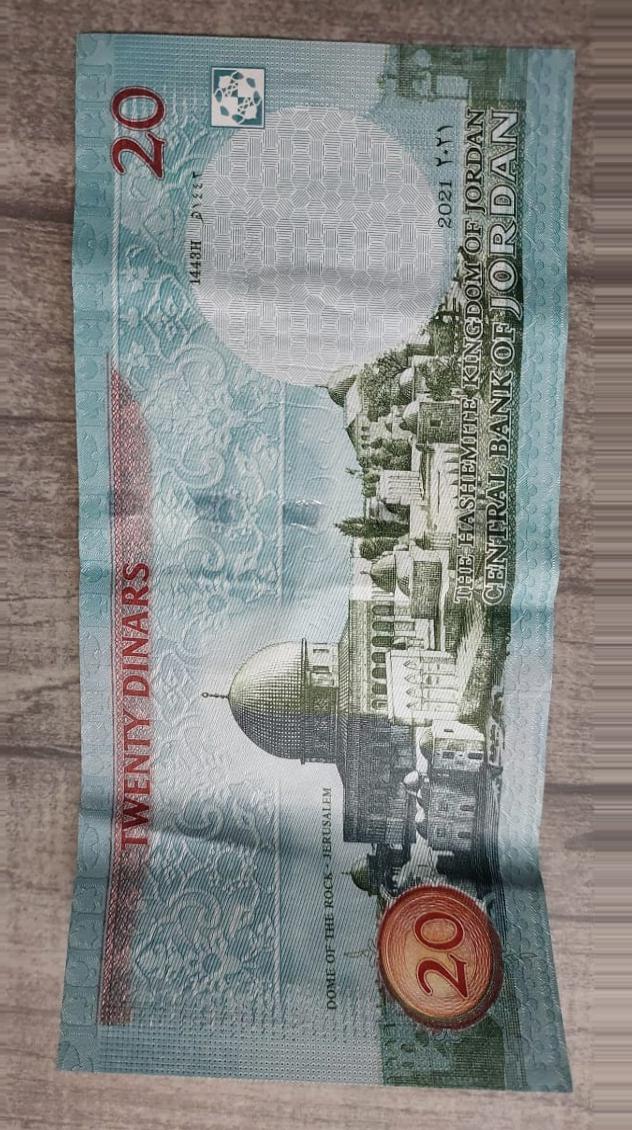 20
TWENTY DINARS
1443H ١٤٤٣هـ
2021 ٢٠٢١
DOME OF THE ROCK - JERUSALEM
THE HASHEMITE KINGDOM OF JORDAN
CENTRAL BANK OF JORDAN
20